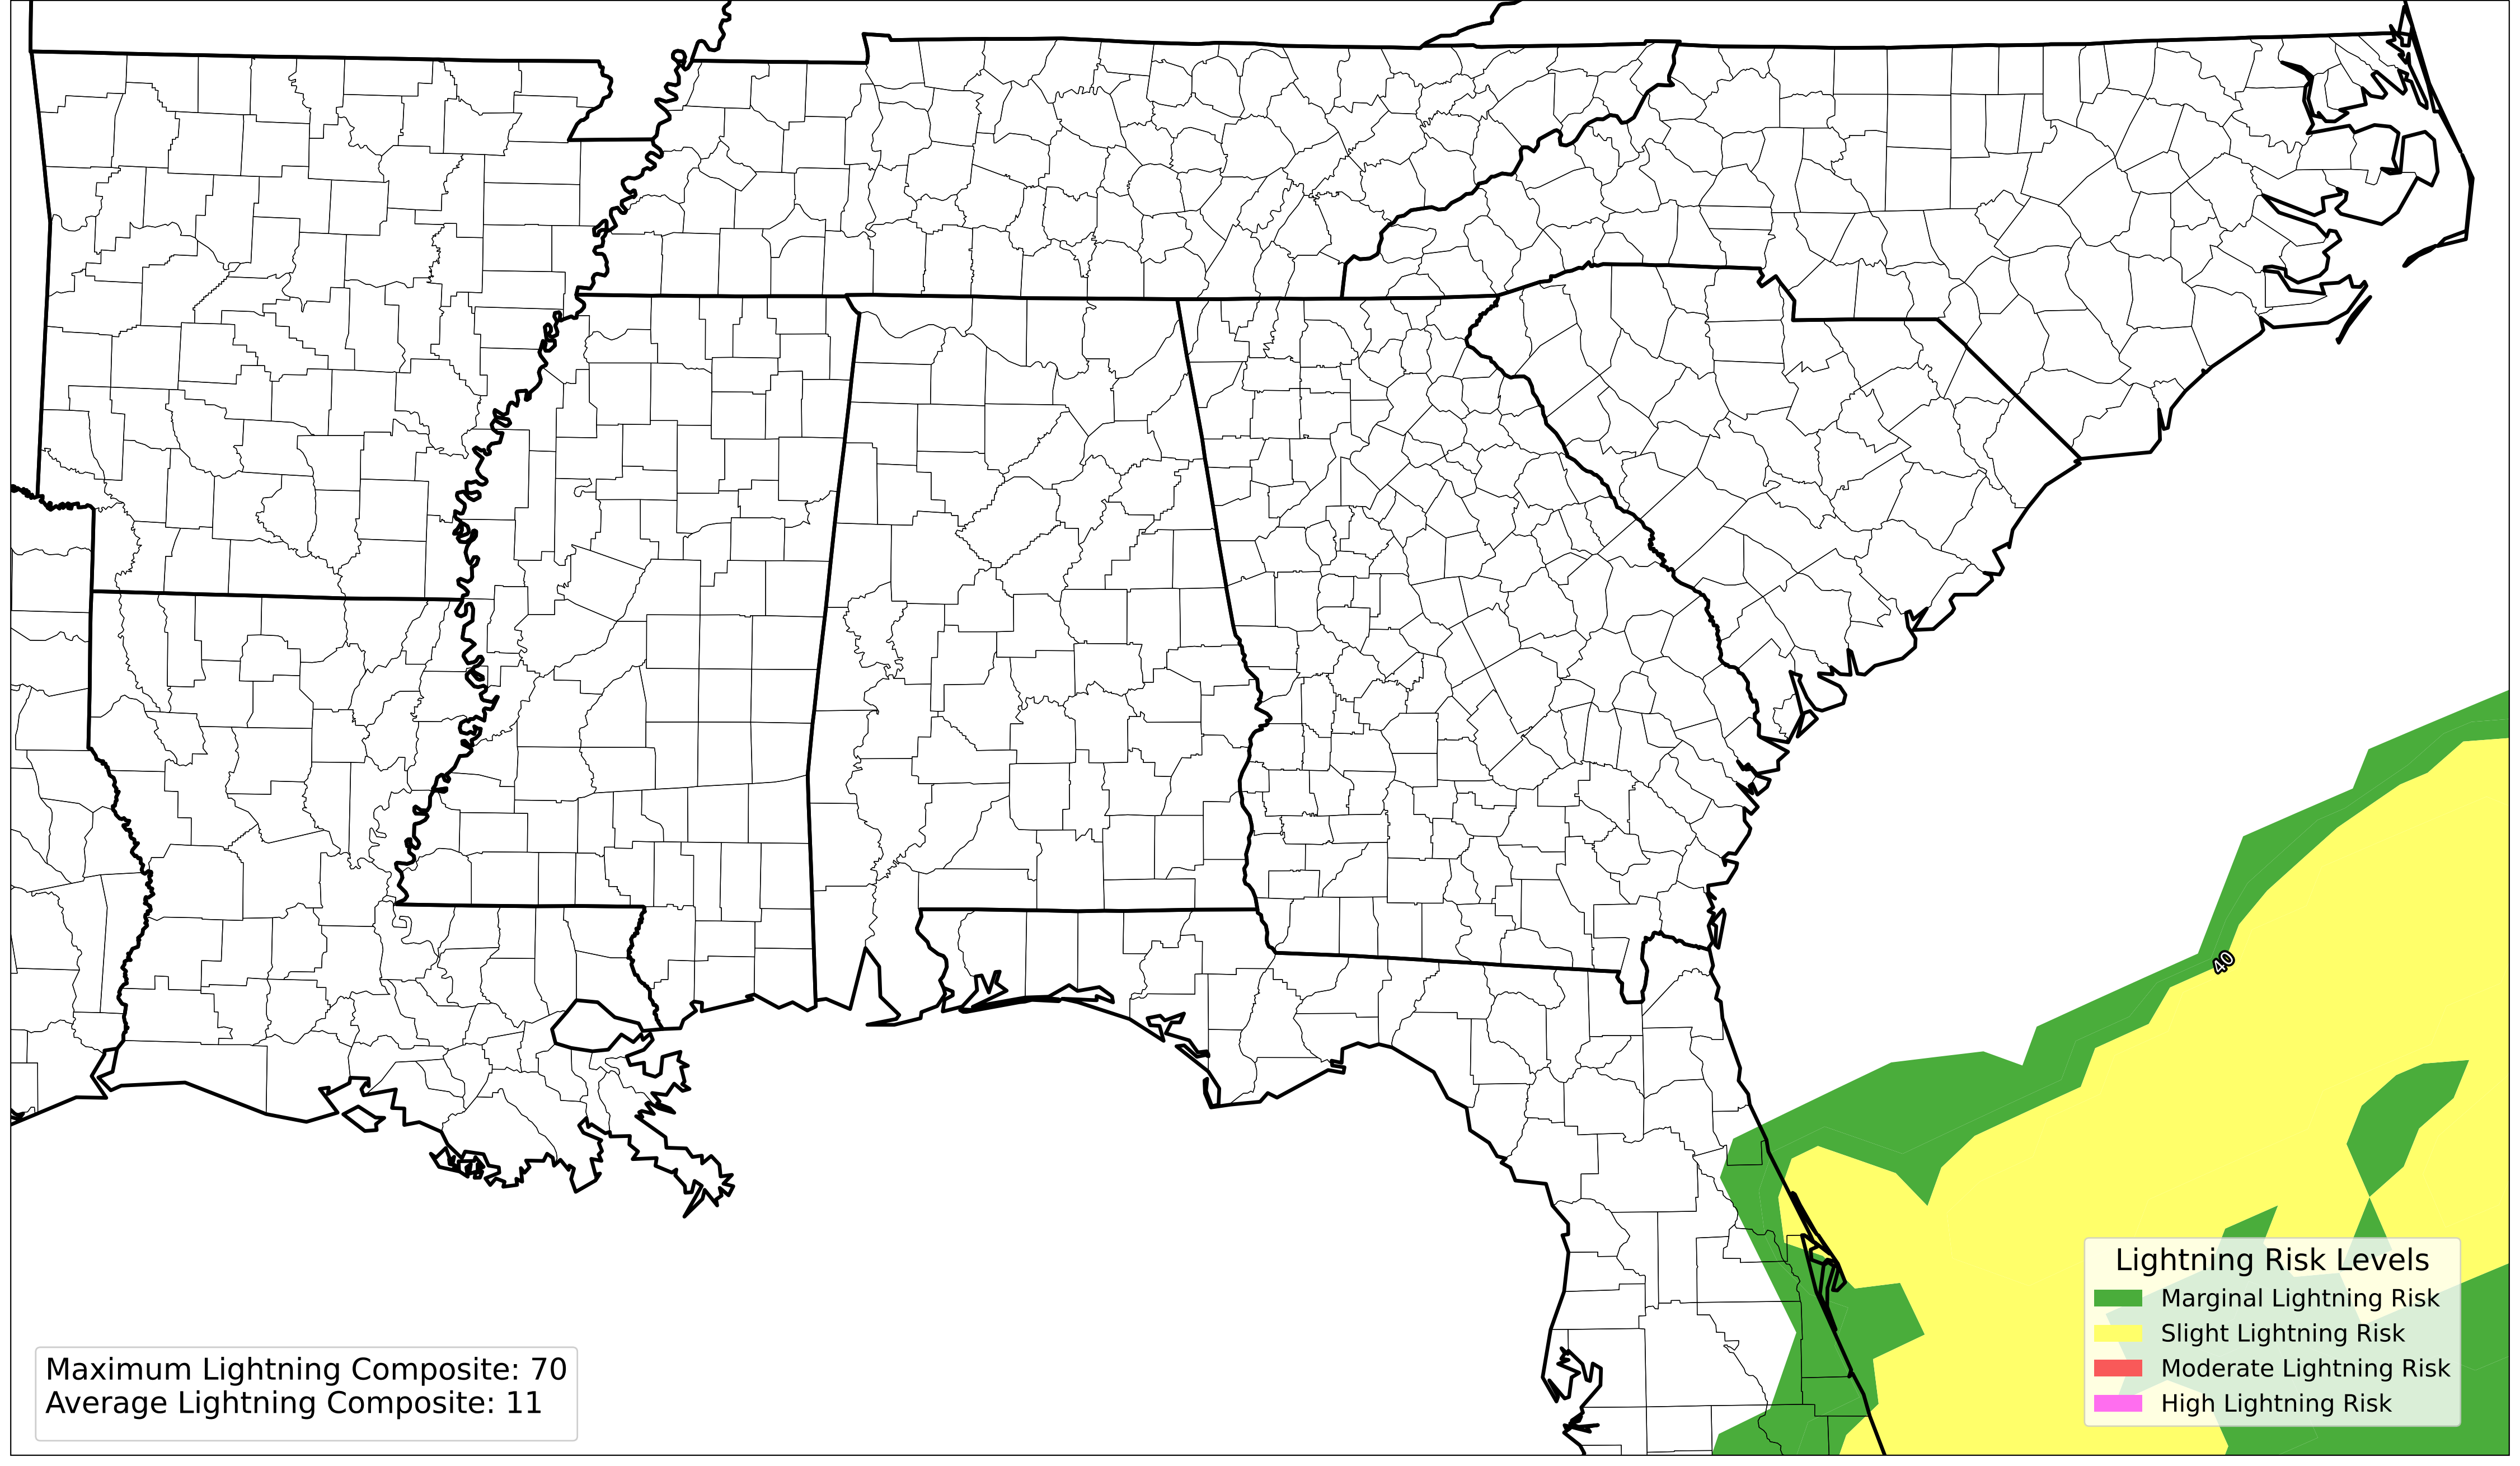 40
Lightning Risk Levels
Marginal Lightning Risk
Slight Lightning Risk
Moderate Lightning Risk
High Lightning Risk
Maximum Lightning Composite: 70
Average Lightning Composite: 11